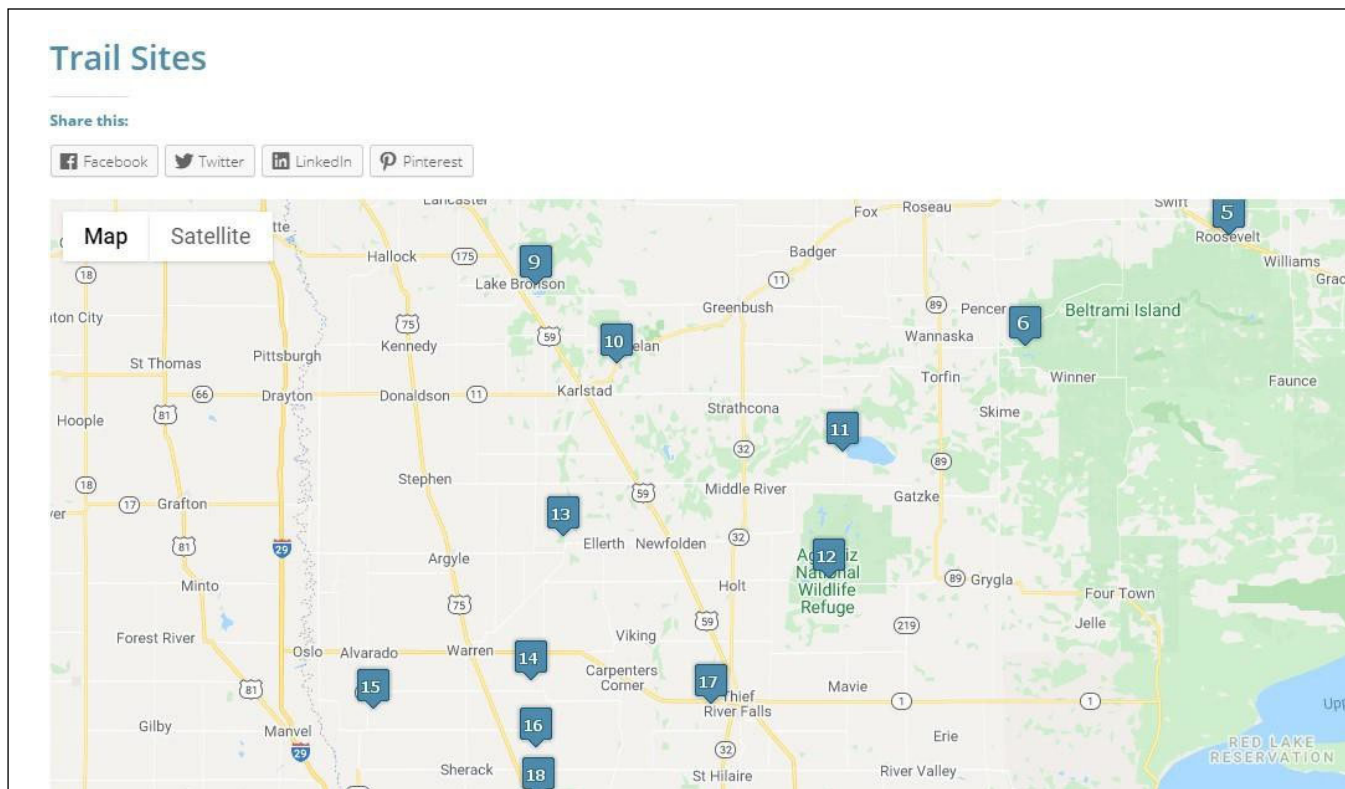 Trail Sites
Share this:
Facebook Twitter LinkedIn Pinterest
Map Satellite
Lancaster
Fox Roseau
Swift
5
Roosevelt
Hallock 175
9
Lake Bronson
Badger
Williams
18
11
Greenbush
89 Pencer
6
Beltrami Island
ton City
75
59
10
Wannaska
Kennedy
elan
St Thomas Pittsburgh
Karlstad
Torfin Winner Faunce
66 Drayton Donaldson 11
81
Hoople
Strathcona
Skime
11
32
89
18
Stephen
59
Middle River
Gatzke
17 Grafton
13
81
29
Argyle
Ellerth Newfolden
32
12
National
Wildlife
Refuge
Minto
Holt
89 Grygla
Four Town
75
59
219
Jelle
Forest River
Viking
Oslo Alvarado Warren
14
Carpenters
Corner
15
17
Thief
River Falls
Mavie
1 1
81
Gilby
Manvel
29
16
Erie
32
RED LAKE
RESERVATION
Sherack
18
St Hilaire
River Valley